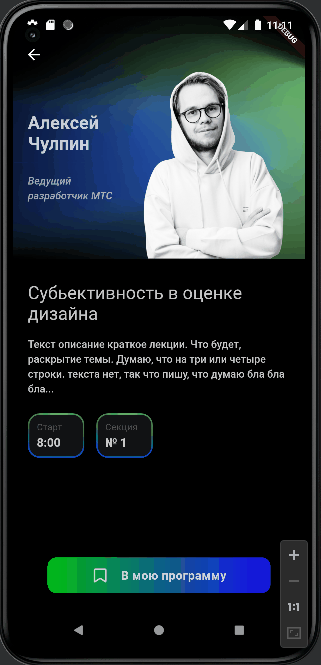 11:11
DEBUG
Алексей
Чулпин
Ведущий
разработчик МТС
Субъективность в оценке
дизайна
Текст описание краткое лекции. Что будет,
раскрытие темы. Думаю, что на три или четыре
строки. текста нет, так что пишу, что думаю бла бла
бла...
Старт
8:00
Секция
№ 1
В мою программу
1:1